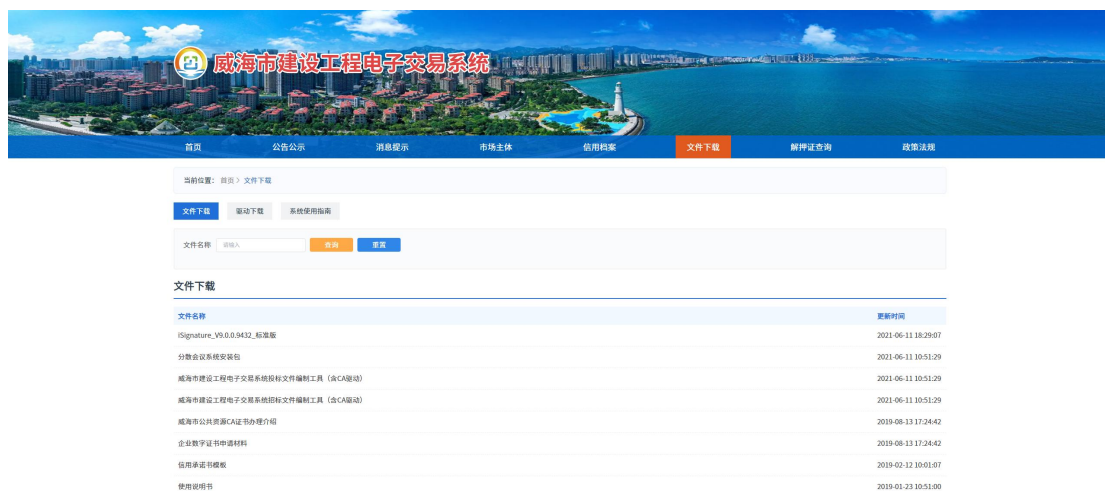 威海市建设工程电子交易系统
首页 公告公示 消息提示 市场主体 信用档案 文件下载 解押证查询 政策法规
当前位置： 首页 > 文件下载
文件下载 驱动下载 系统使用指南
文件名称 请输入 查询 重置
文件下载
文件名称 更新时间
iSignature_V9.0.0.9432_标准版 2021-06-11 18:29:07
分散会议系统安装包 2021-06-11 10:51:29
威海市建设工程电子交易系统投标文件编制工具（含CA驱动） 2021-06-11 10:51:29
威海市建设工程电子交易系统招标文件编制工具（含CA驱动） 2021-06-11 10:51:29
威海市公共资源CA证书办理介绍 2019-08-13 17:24:42
企业数字证书申请材料 2019-08-13 17:24:42
信用承诺书模板 2019-02-12 10:01:07
使用说明书 2019-01-23 10:51:00